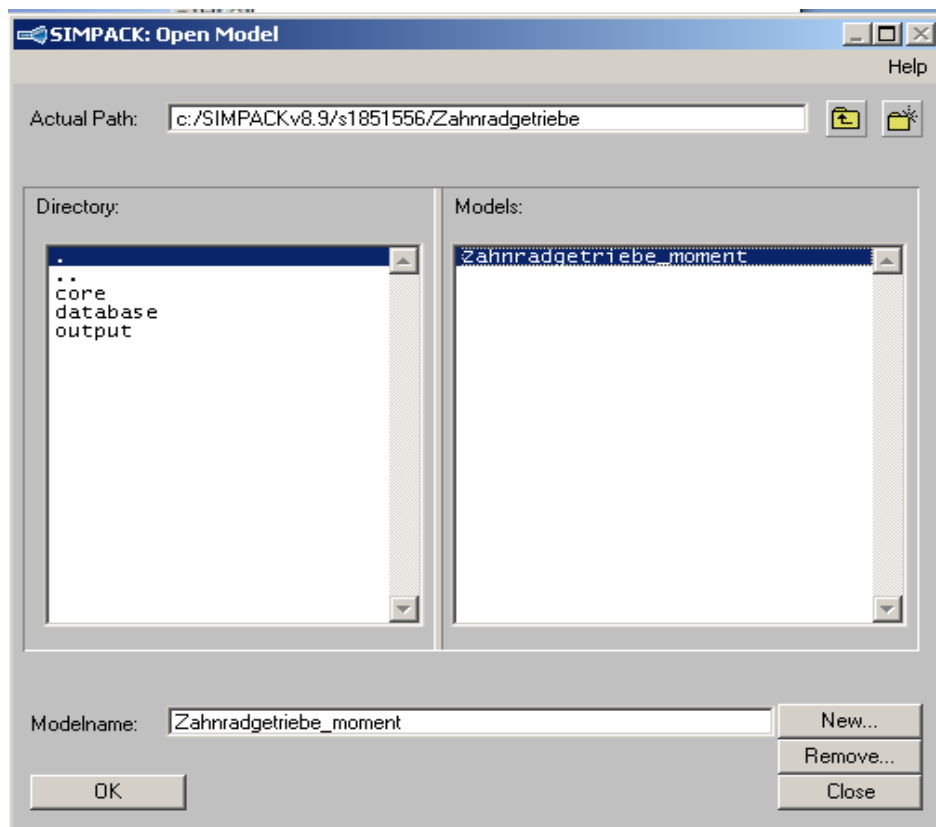 SIMPACK: Open Model
Help
Actual Path: c:/SIMPACKv8.9/s1851556/Zahnradgetriebe
Directory:
.
..
core
database
output
Models:
Zahnradgetriebe_moment
Modelname: Zahnradgetriebe_moment
New...
Remove...
OK
Close